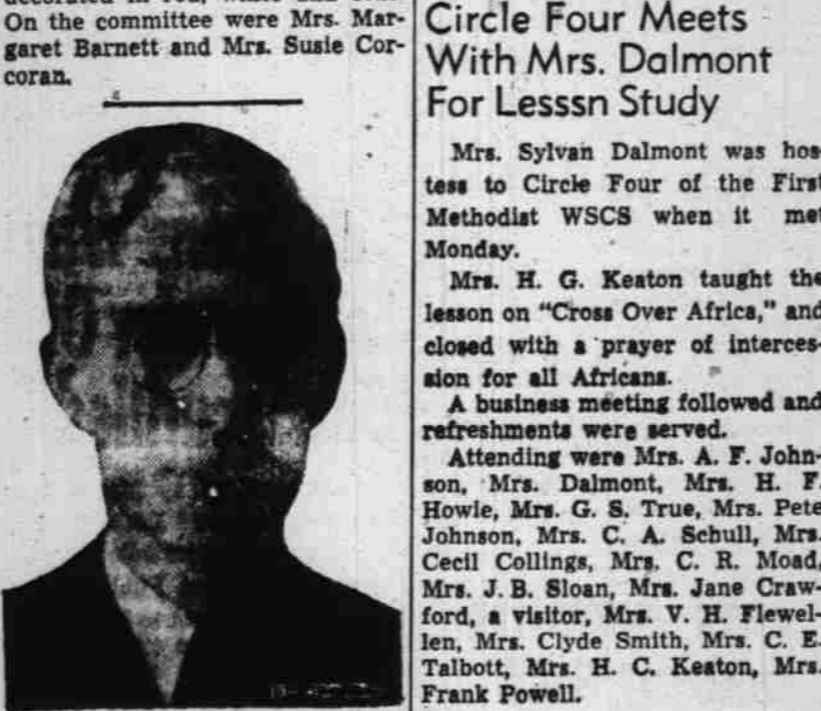 On the committee were Mrs. Mar-
garet Barnett and Mrs. Susie Cor-
coran.
Circle Four Meets
With Mrs. Dalmont
For Lesssn Study
Mrs. Sylvan Dalmont was hos-
tess to Circle Four of the First
Methodist WSCS when it met
Monday.
Mrs. H. G. Keaton taught the
lesson on "Cross Over Africa," and
closed with a prayer of interces-
sion for all Africans.
A business meeting followed and
refreshments were served.
Attending were Mrs. A. F. John-
son, Mrs. Dalmont, Mrs. H. F.
Howle, Mrs. G. S. True, Mrs. Pete
Johnson, Mrs. C. A. Schull, Mrs.
Cecil Collings, Mrs. C. R. Moad,
Mrs. J. B. Sloan, Mrs. Jane Craw-
ford, a visitor, Mrs. V. H. Flewel-
len, Mrs. Clyde Smith, Mrs. C. E.
Talbott, Mrs. H. C. Keaton, Mrs.
Frank Powell.